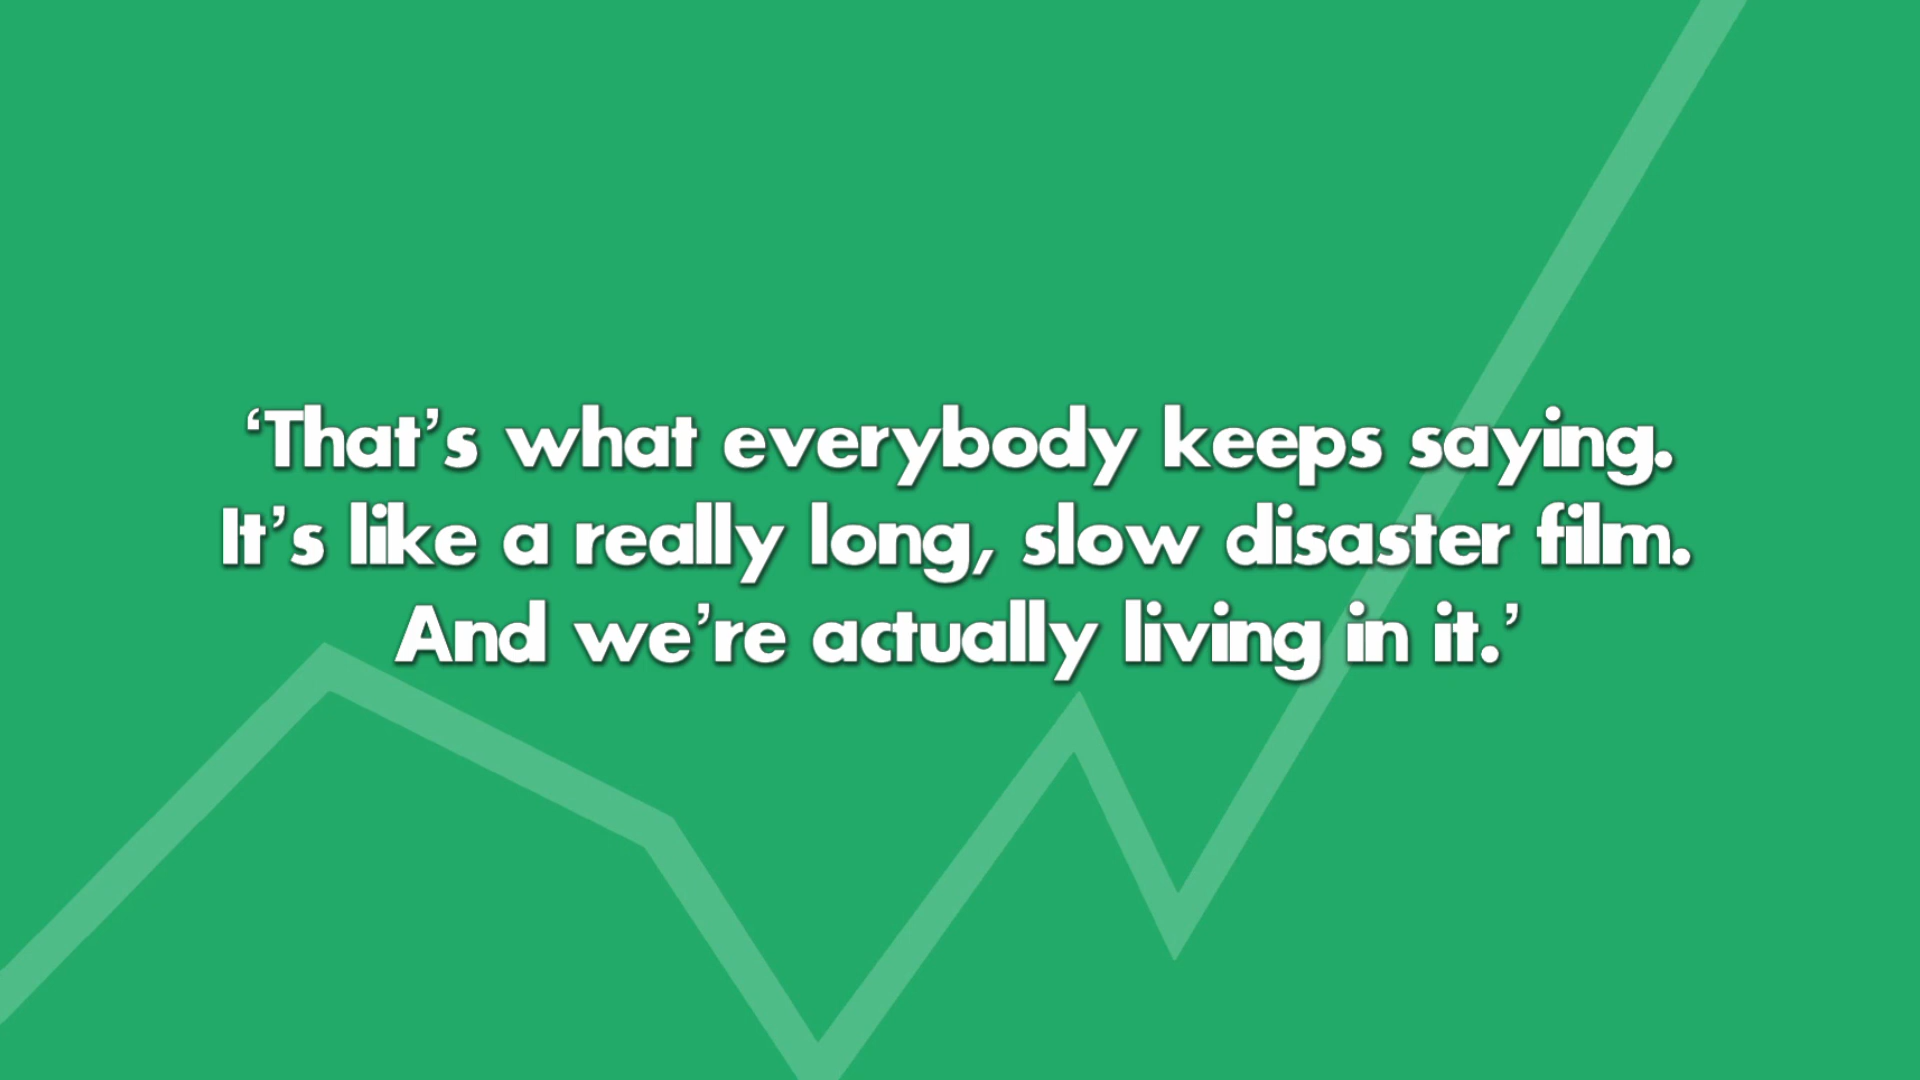 ‘That’s what everybody keeps saying.
It’s like a really long, slow disaster film.
And we’re actually living in it.’